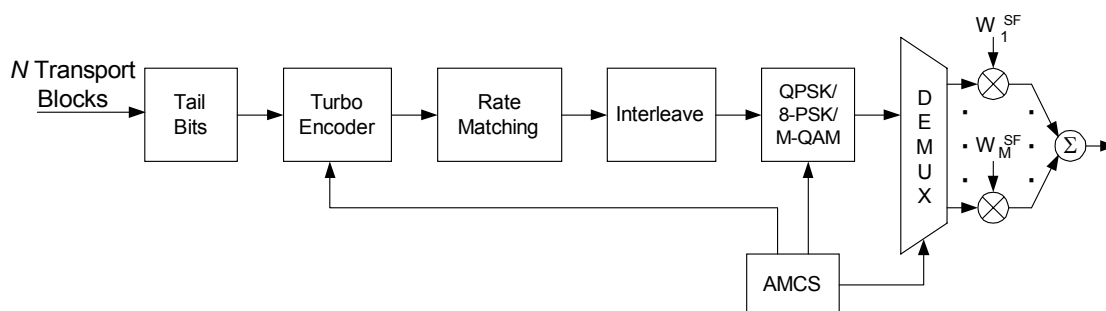 N Transport
Blocks
Tail
Bits
Turbo
Encoder
Rate
Matching
Interleave
QPSK/
8-PSK/
M-QAM
D
E
M
U
X
W 1 SF
W M SF
Σ
AMCS